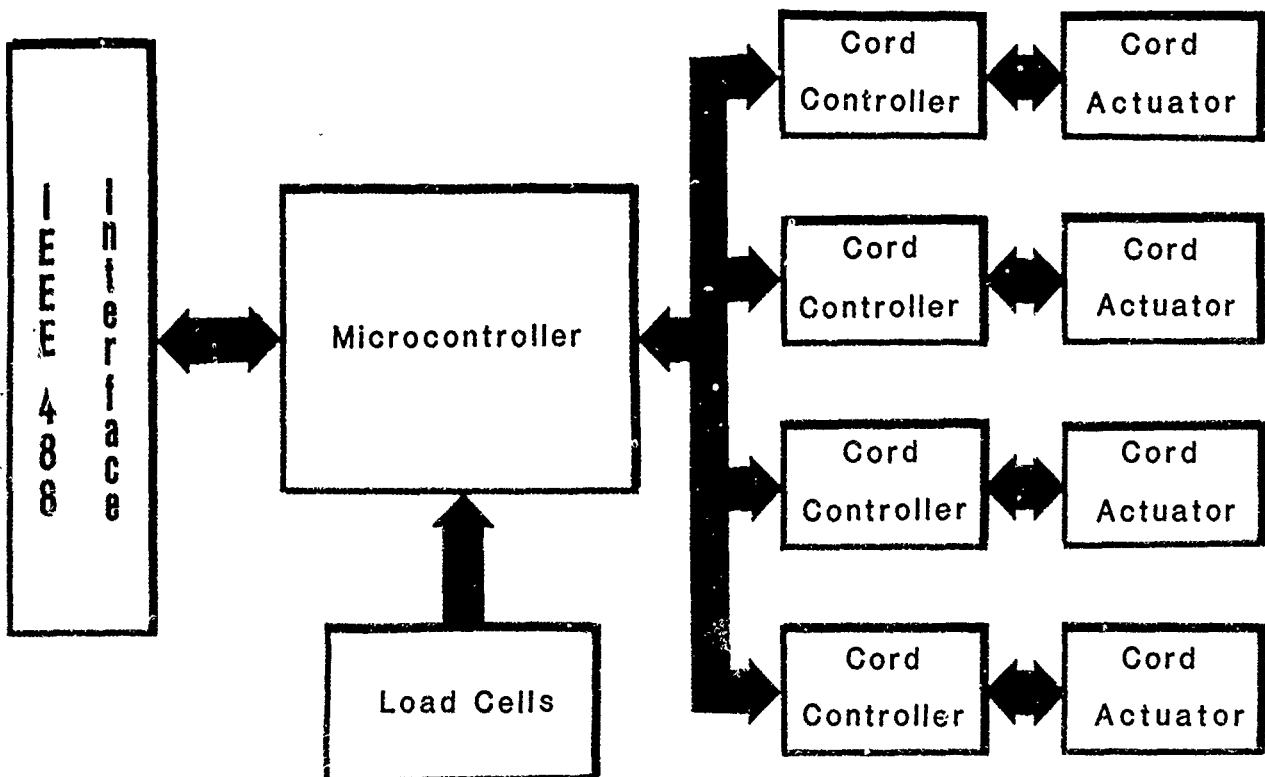 IEEE 488
Interface
Microcontroller
Load Cells
Cord
Controller
Cord
Actuator
Cord
Controller
Cord
Actuator
Cord
Controller
Cord
Actuator
Cord
Controller
Cord
Actuator